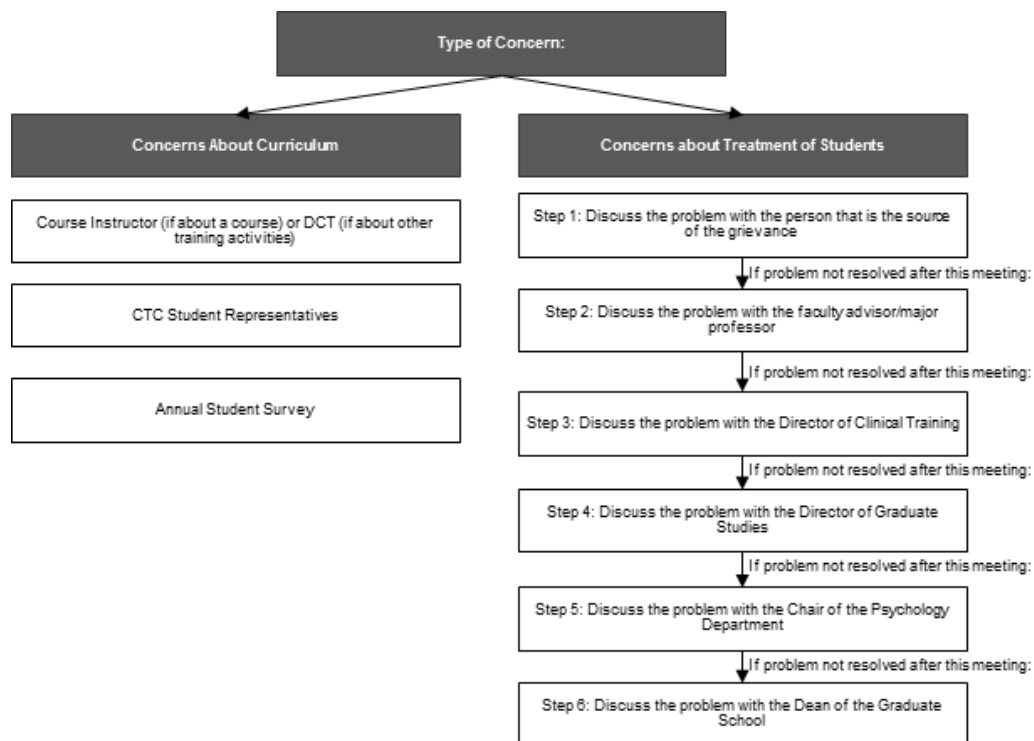 Type of Concern:
Concerns About Curriculum
Course Instructor (if about a course) or DCT (if about other
training activities)
CTC Student Representatives
Annual Student Survey
Concerns about Treatment of Students
Step 1: Discuss the problem with the person that is the source
of the grievance
If problem not resolved after this meeting:
Step 2: Discuss the problem with the faculty advisor/major
professor
If problem not resolved after this meeting:
Step 3: Discuss the problem with the Director of Clinical Training
If problem not resolved after this meeting:
Step 4: Discuss the problem with the Director of Graduate
Studies
If problem not resolved after this meeting:
Step 5: Discuss the problem with the Chair of the Psychology
Department
If problem not resolved after this meeting:
Step 6: Discuss the problem with the Dean of the Graduate
School